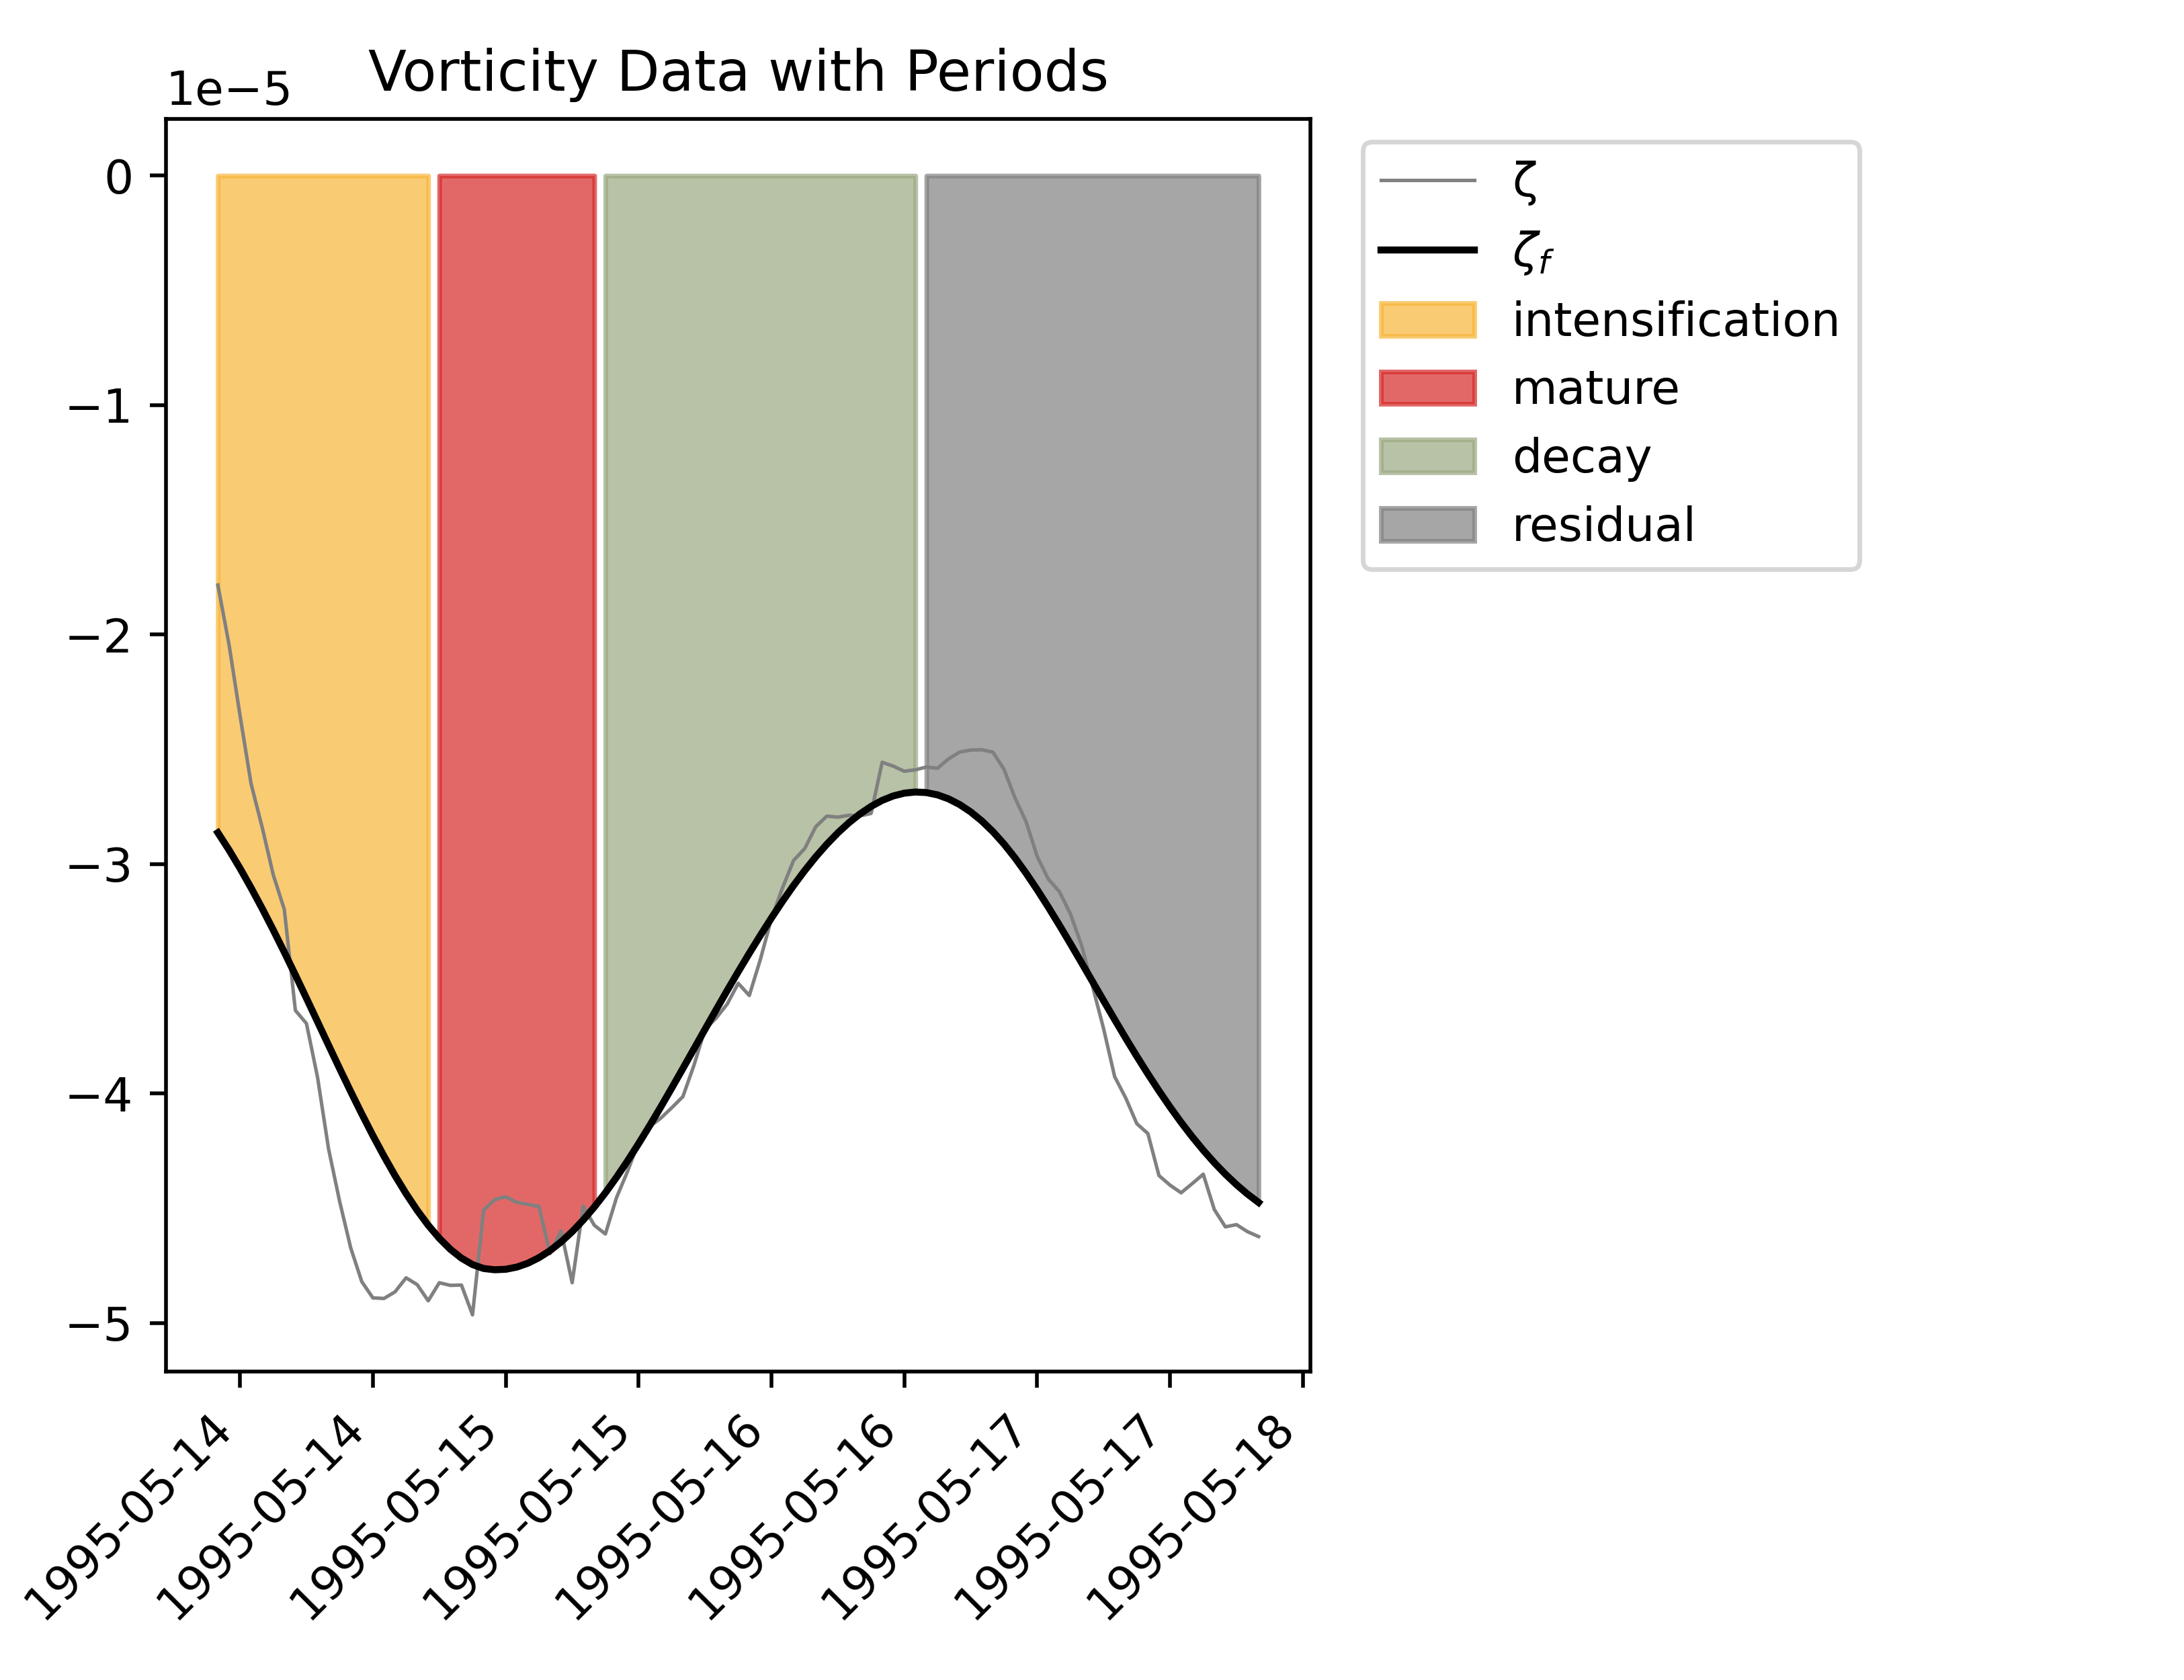 Vorticity Data with Periods
1e−5
0
−1
−2
−3
−4
−5
1995-05-14
1995-05-14
1995-05-15
1995-05-15
1995-05-16
1995-05-16
1995-05-17
1995-05-17
1995-05-18
ζ
ζf
intensification
mature
decay
residual